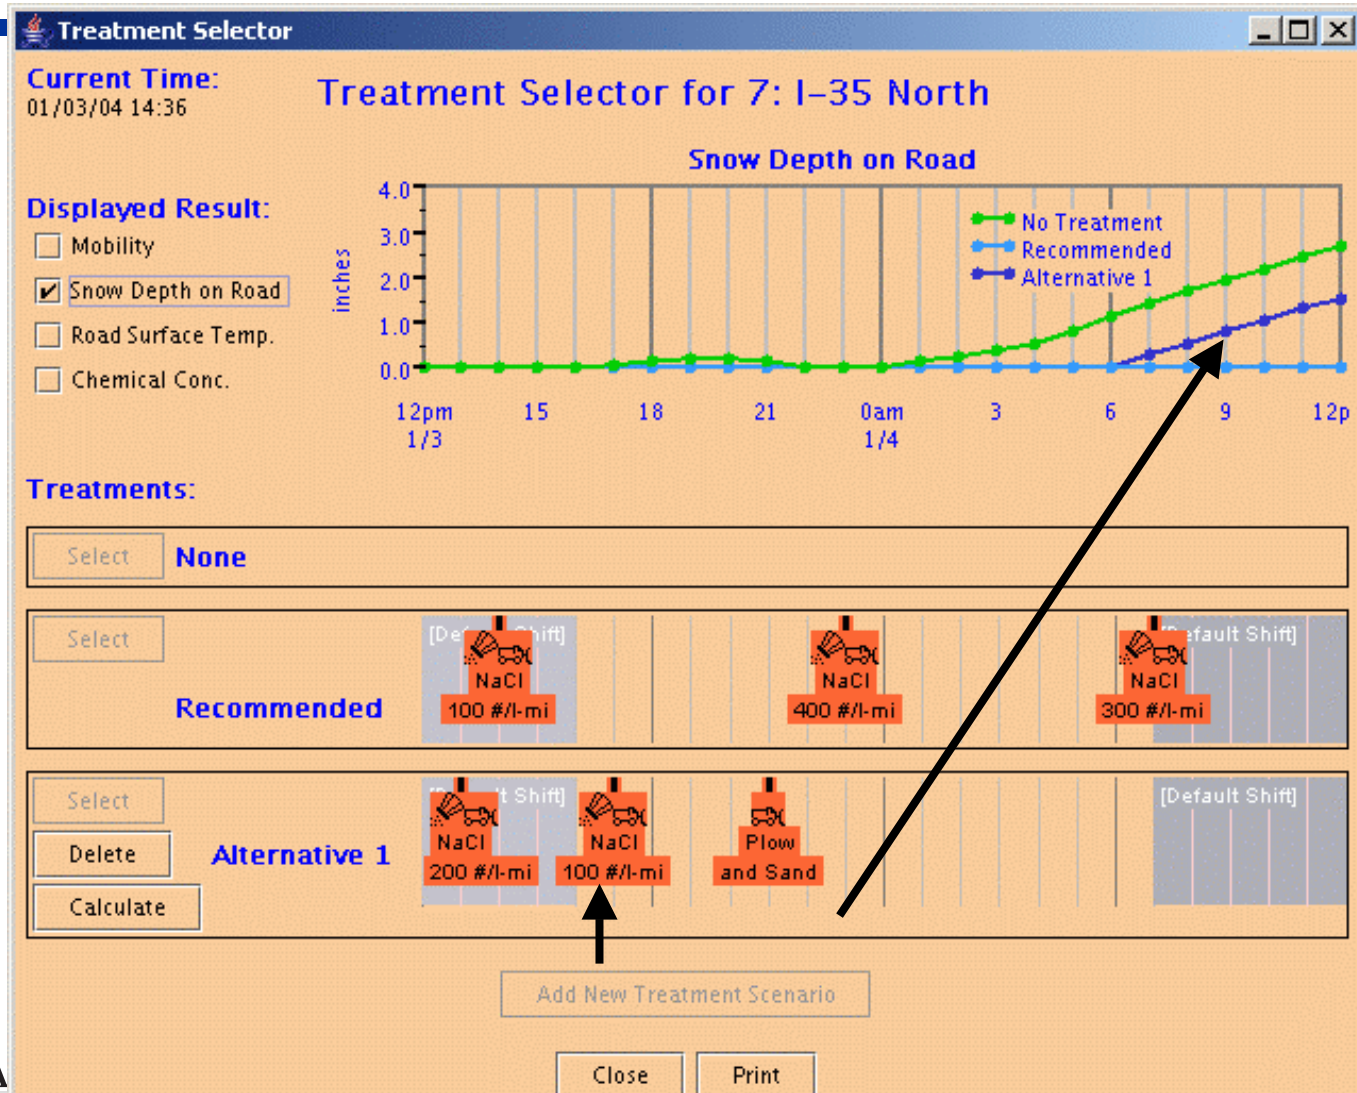 Treatment Selector
Current Time:
01/03/04 14:36
Treatment Selector for 7: I-35 North
Snow Depth on Road
Displayed Result:
Mobility
Snow Depth on Road
Road Surface Temp.
Chemical Conc.
inches
4.0
3.0
2.0
1.0
0.0
No Treatment
Recommended
Alternative 1
12pm 15 18 21 0am 3 6 9 12p
1/3 1/4
Treatments:
Select None
Select
Recommended
[De ift]
NaCl
100 #/l-mi
NaCl
400 #/l-mi
efault Shift]
NaCl
300 #/l-mi
Select
Delete
Calculate
Alternative 1
t Shift]
NaCl
200 #/l-mi
NaCl
100 #/l-mi
Plow
and Sand
[Default Shift]
Add New Treatment Scenario
Close Print